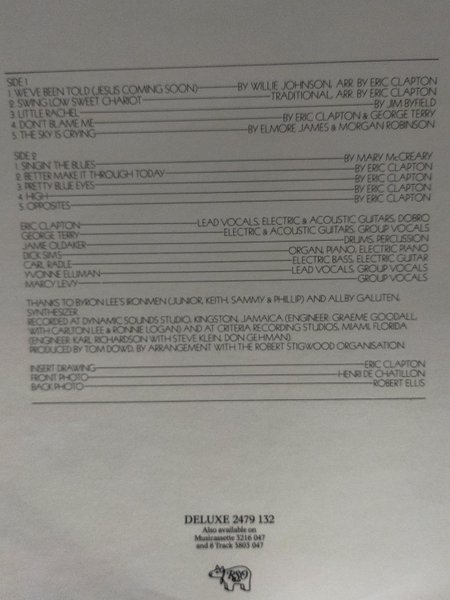 SIDE 1
1. WE'VE BEEN TOLD (JESUS COMING SOON) BY WILLIE JOHNSON, ARR. BY ERIC CLAPTON
2. SWING LOW SWEET CHARIOT TRADITIONAL, ARR. BY ERIC CLAPTON
3. LITTLE RACHEL BY JIM BYFIELD
4. DON'T BLAME ME BY ERIC CLAPTON & GEORGE TERRY
5. THE SKY IS CRYING BY ELMORE JAMES & MORGAN ROBINSON
SIDE 2
1. SINGIN' THE BLUES BY MARY McCREARY
2. BETTER MAKE IT THROUGH TODAY BY ERIC CLAPTON
3. PRETTY BLUE EYES BY ERIC CLAPTON
4. HIGH BY ERIC CLAPTON
5. OPPOSITES BY ERIC CLAPTON
ERIC CLAPTON LEAD VOCALS, ELECTRIC & ACOUSTIC GUITARS, DOBRO
GEORGE TERRY ELECTRIC & ACOUSTIC GUITARS, GROUP VOCALS
JAMIE OLDAKER DRUMS, PERCUSSION
DICK SIMS ORGAN, PIANO, ELECTRIC PIANO
CARL RADLE ELECTRIC BASS, ELECTRIC GUITAR
YVONNE ELLIMAN LEAD VOCALS, GROUP VOCALS
MARCY LEVY GROUP VOCALS
THANKS TO BYRON LEE'S IRONMEN (JUNIOR, KEITH, SAMMY & PHILLIP) AND ALLBY GALUTEN,
SYNTHESIZER
RECORDED AT DYNAMIC SOUNDS STUDIO, KINGSTON, JAMAICA (ENGINEER: GRAEME GOODALL,
WITH CARLTON LEE & RONNIE LOGAN) AND AT CRITERIA RECORDING STUDIOS, MIAMI, FLORIDA
(ENGINEER: KARL RICHARDSON WITH STEVE KLEIN, DON GEHMAN).
PRODUCED BY TOM DOWD, BY ARRANGEMENT WITH THE ROBERT STIGWOOD ORGANISATION.
INSERT DRAWING ERIC CLAPTON
FRONT PHOTO HENRI DE CHATILLON
BACK PHOTO ROBERT ELLIS
DELUXE 2479 132
Also available on
Musicassette 3216 047
and 8 Track 3803 047
RSO